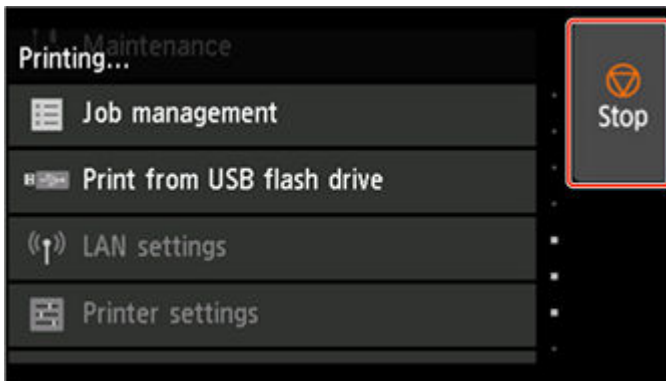 Maintenance
Printing...
Job management
Stop
Print from USB flash drive
LAN settings
Printer settings